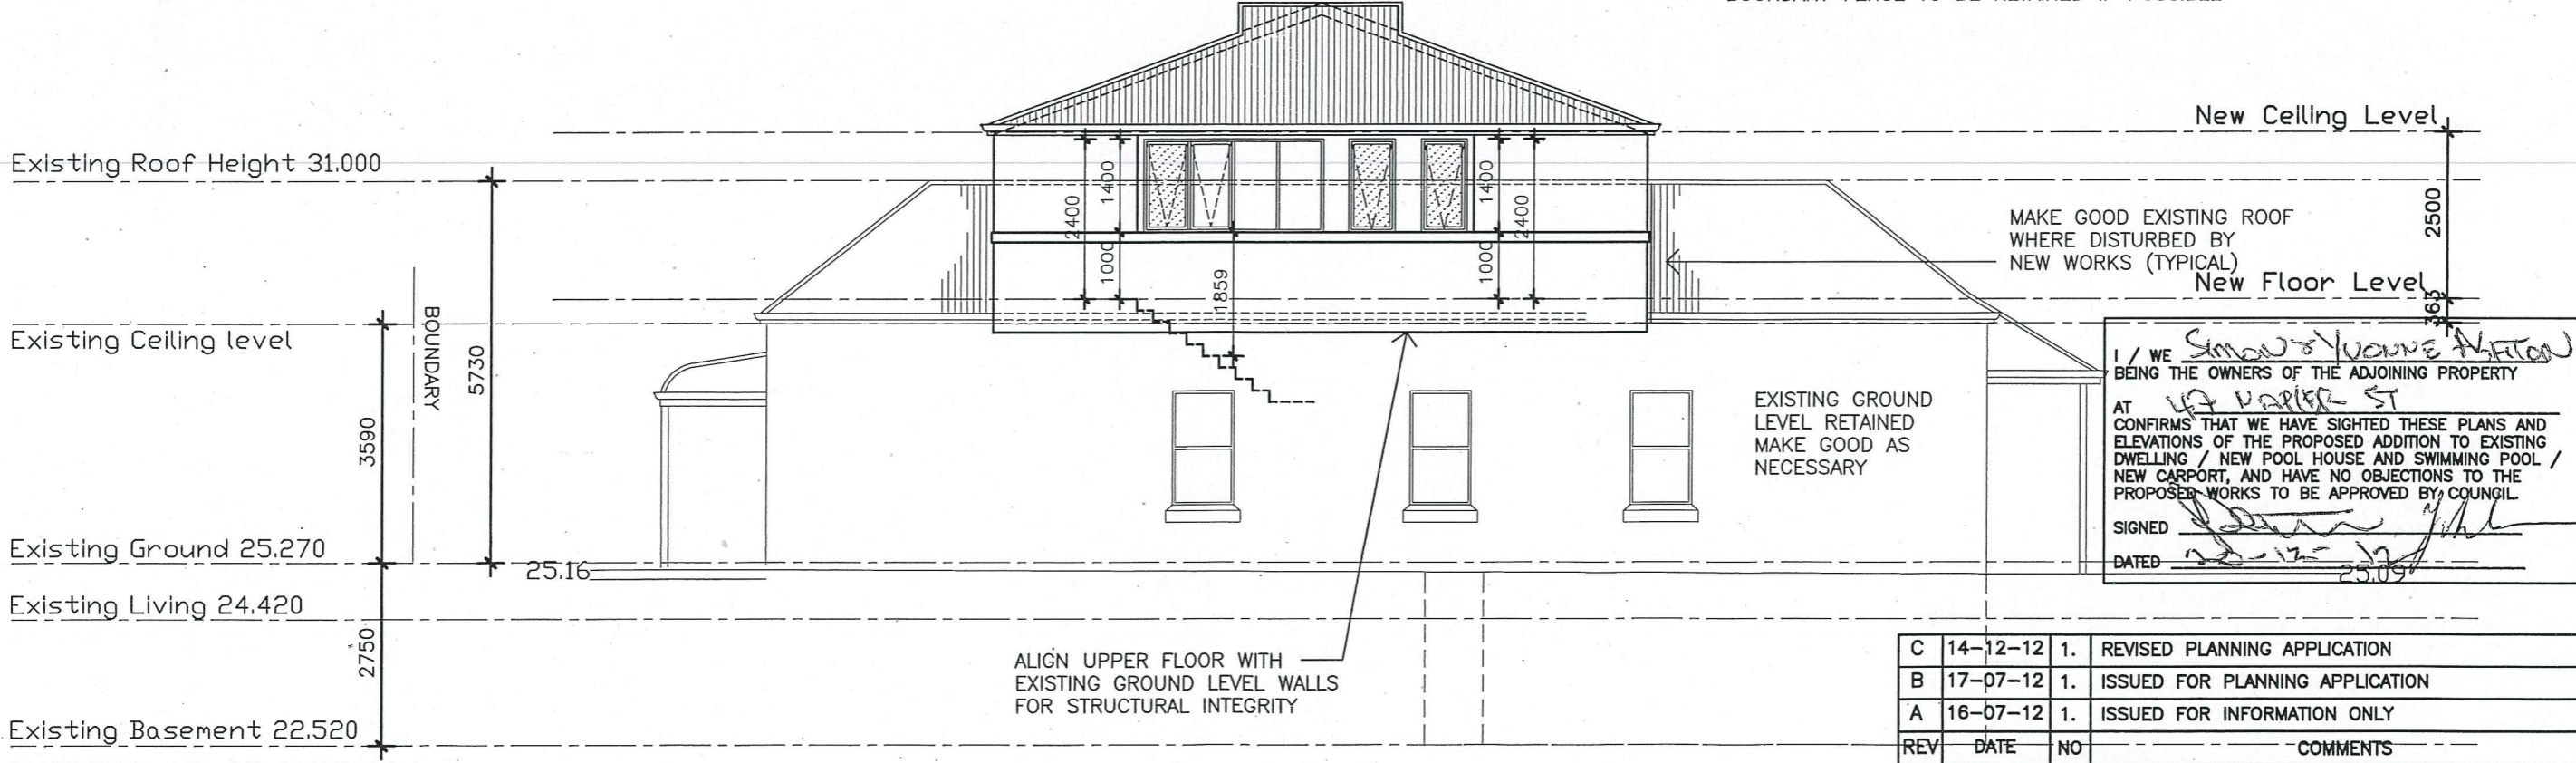 New Ceiling Level
Existing Roof Height 31.000
2400
1400
1400
2400
2500
MAKE GOOD EXISTING ROOF
WHERE DISTURBED BY
NEW WORKS (TYPICAL)
1000
1859
1000
New Floor Level
363
Existing Ceiling level
BOUNDARY
5730
3590
EXISTING GROUND
LEVEL RETAINED
MAKE GOOD AS
NECESSARY
I / WE SIMON & YVONNE
BEING THE OWNERS OF THE ADJOINING PROPERTY
AT 47 NAPIER ST
CONFIRMS THAT WE HAVE SIGHTED THESE PLANS AND
ELEVATIONS OF THE PROPOSED ADDITION TO EXISTING
DWELLING / NEW POOL HOUSE AND SWIMMING POOL /
NEW CARPORT, AND HAVE NO OBJECTIONS TO THE
PROPOSED WORKS TO BE APPROVED BY COUNCIL.
SIGNED
DATED
25.09
Existing Ground 25.270
25.16
Existing Living 24.420
2750
Existing Basement 22.520
ALIGN UPPER FLOOR WITH
EXISTING GROUND LEVEL WALLS
FOR STRUCTURAL INTEGRITY
C 14-12-12 1. REVISED PLANNING APPLICATION
B 17-07-12 1. ISSUED FOR PLANNING APPLICATION
A 16-07-12 1. ISSUED FOR INFORMATION ONLY
REV DATE NO COMMENTS